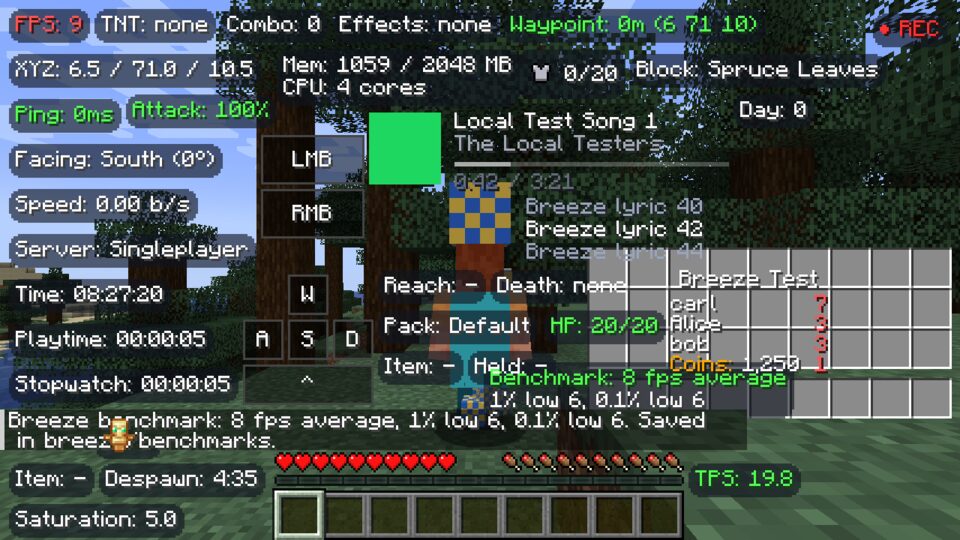 FPS: 9 TNT: none Combo: 0 Effects: none Waypoint: 0m (6 71 10) REC
XYZ: 6.5 / 71.0 / 10.5 Mem: 1059 / 2048 MB 0/20 Block: Spruce Leaves
CPU: 4 cores
Ping: 0ms Attack: 100% Day: 0
Local Test Song 1
The Local Testers
Facing: South (0°) LMB
0:42 / 3:21
Speed: 0.00 b/s RMB
Breeze lyric 40
Breeze lyric 42
Breeze lyric 44
Server: Singleplayer
Breeze Test
Time: 08:27:20 W Reach: - Death: none
carl 7
Alice 3
bob 3
Coins: 1,250 1
Playtime: 00:00:05 A S D Pack: Default HP: 20/20
Item: - Held: -
Stopwatch: 00:00:05 ^
Benchmark: 8 fps average
1% low 6, 0.1% low 6
Breeze benchmark: 8 fps average, 1% low 6, 0.1% low 6. Saved
in breeze benchmarks.
Item: - Despawn: 4:35 TPS: 19.8
Saturation: 5.0